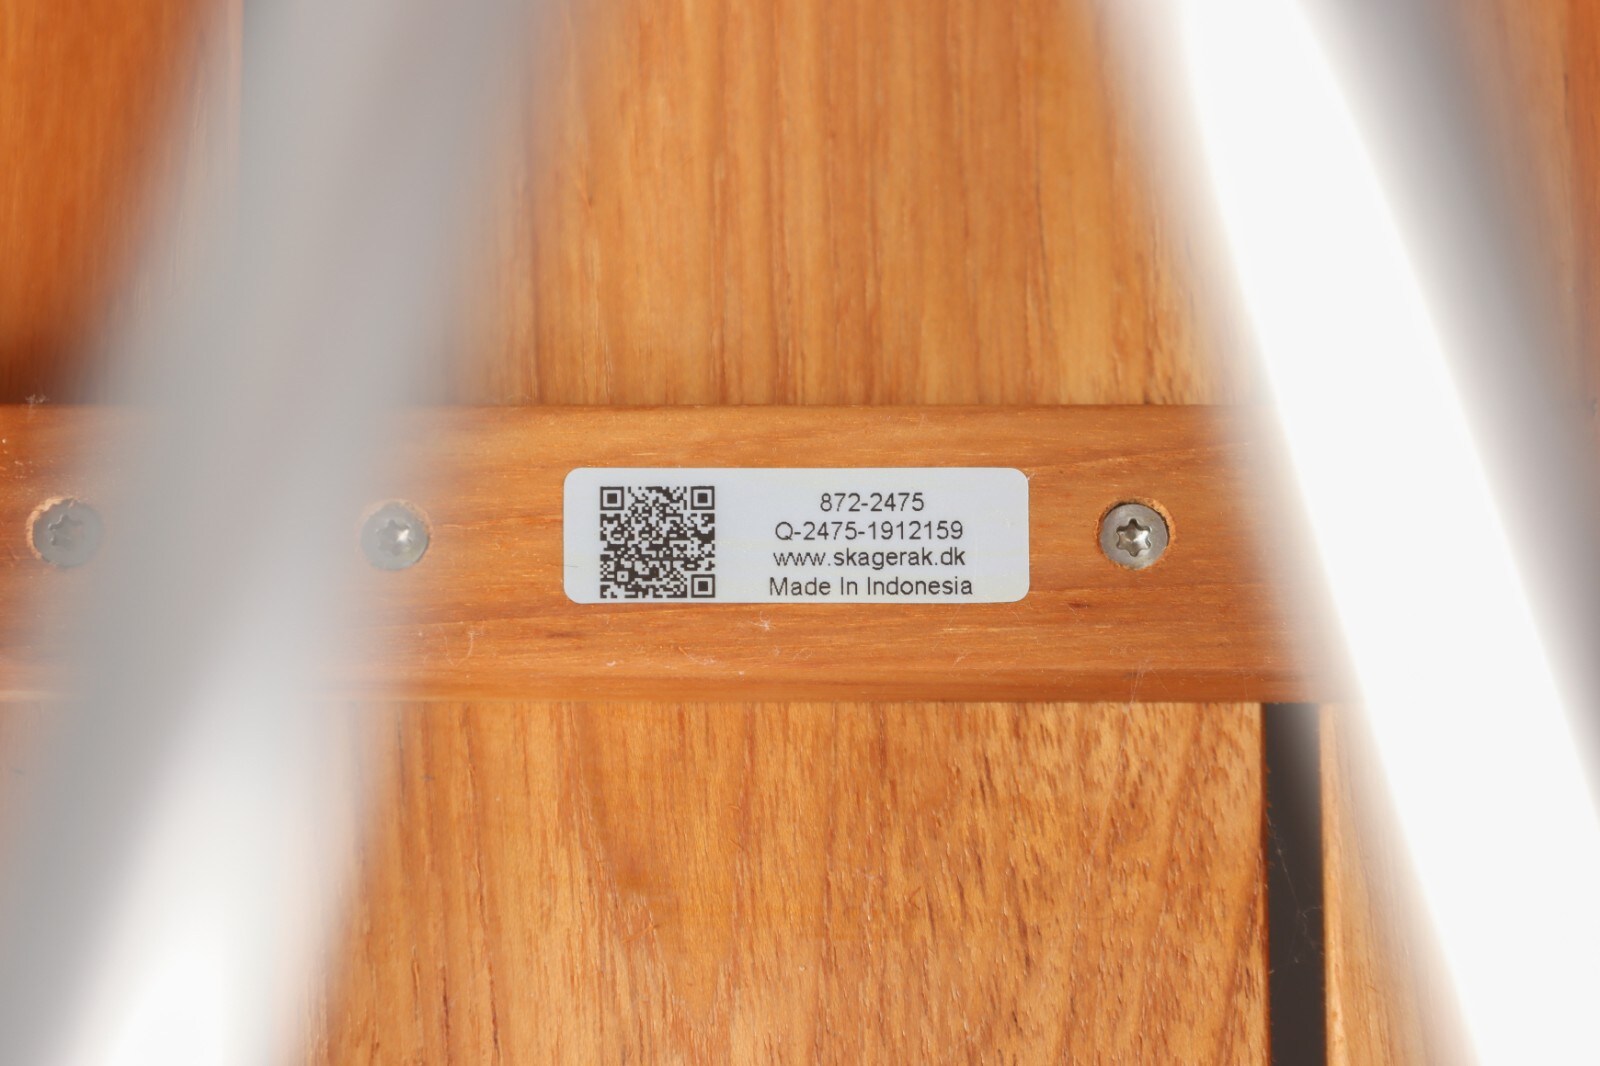 872-2475
Q-2475-1912159
www.skagerak.dk
Made In Indonesia